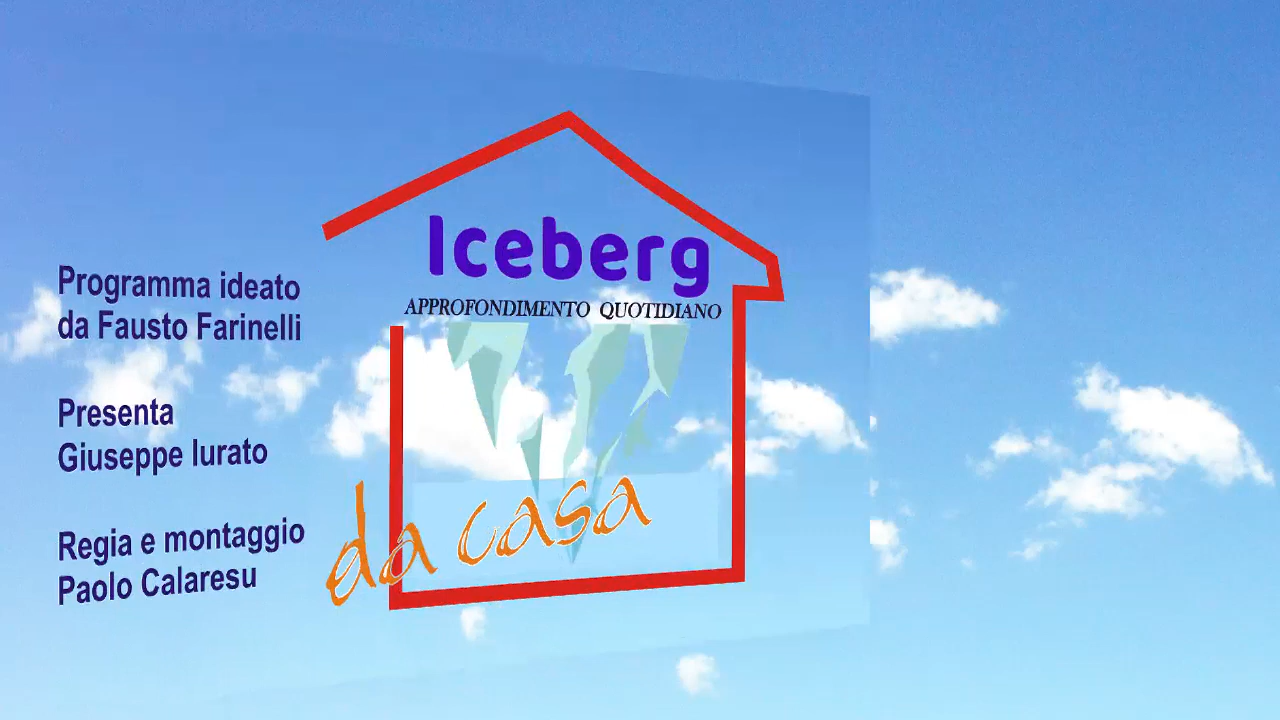 Programma ideato
da Fausto Farinelli
Presenta
Giuseppe Iurato
Regia e montaggio
Paolo Calaresu
Iceberg
APPROFONDIMENTO QUOTIDIANO
da casa